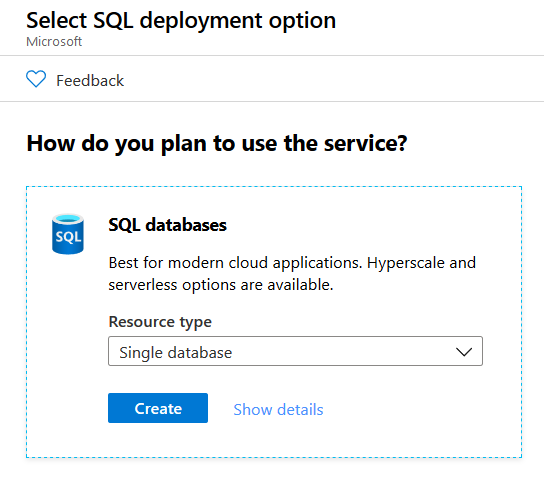 Select SQL deployment option
Microsoft
Feedback
How do you plan to use the service?
SQL
SQL databases
Best for modern cloud applications. Hyperscale and
serverless options are available.
Resource type
Single database
Create
Show details